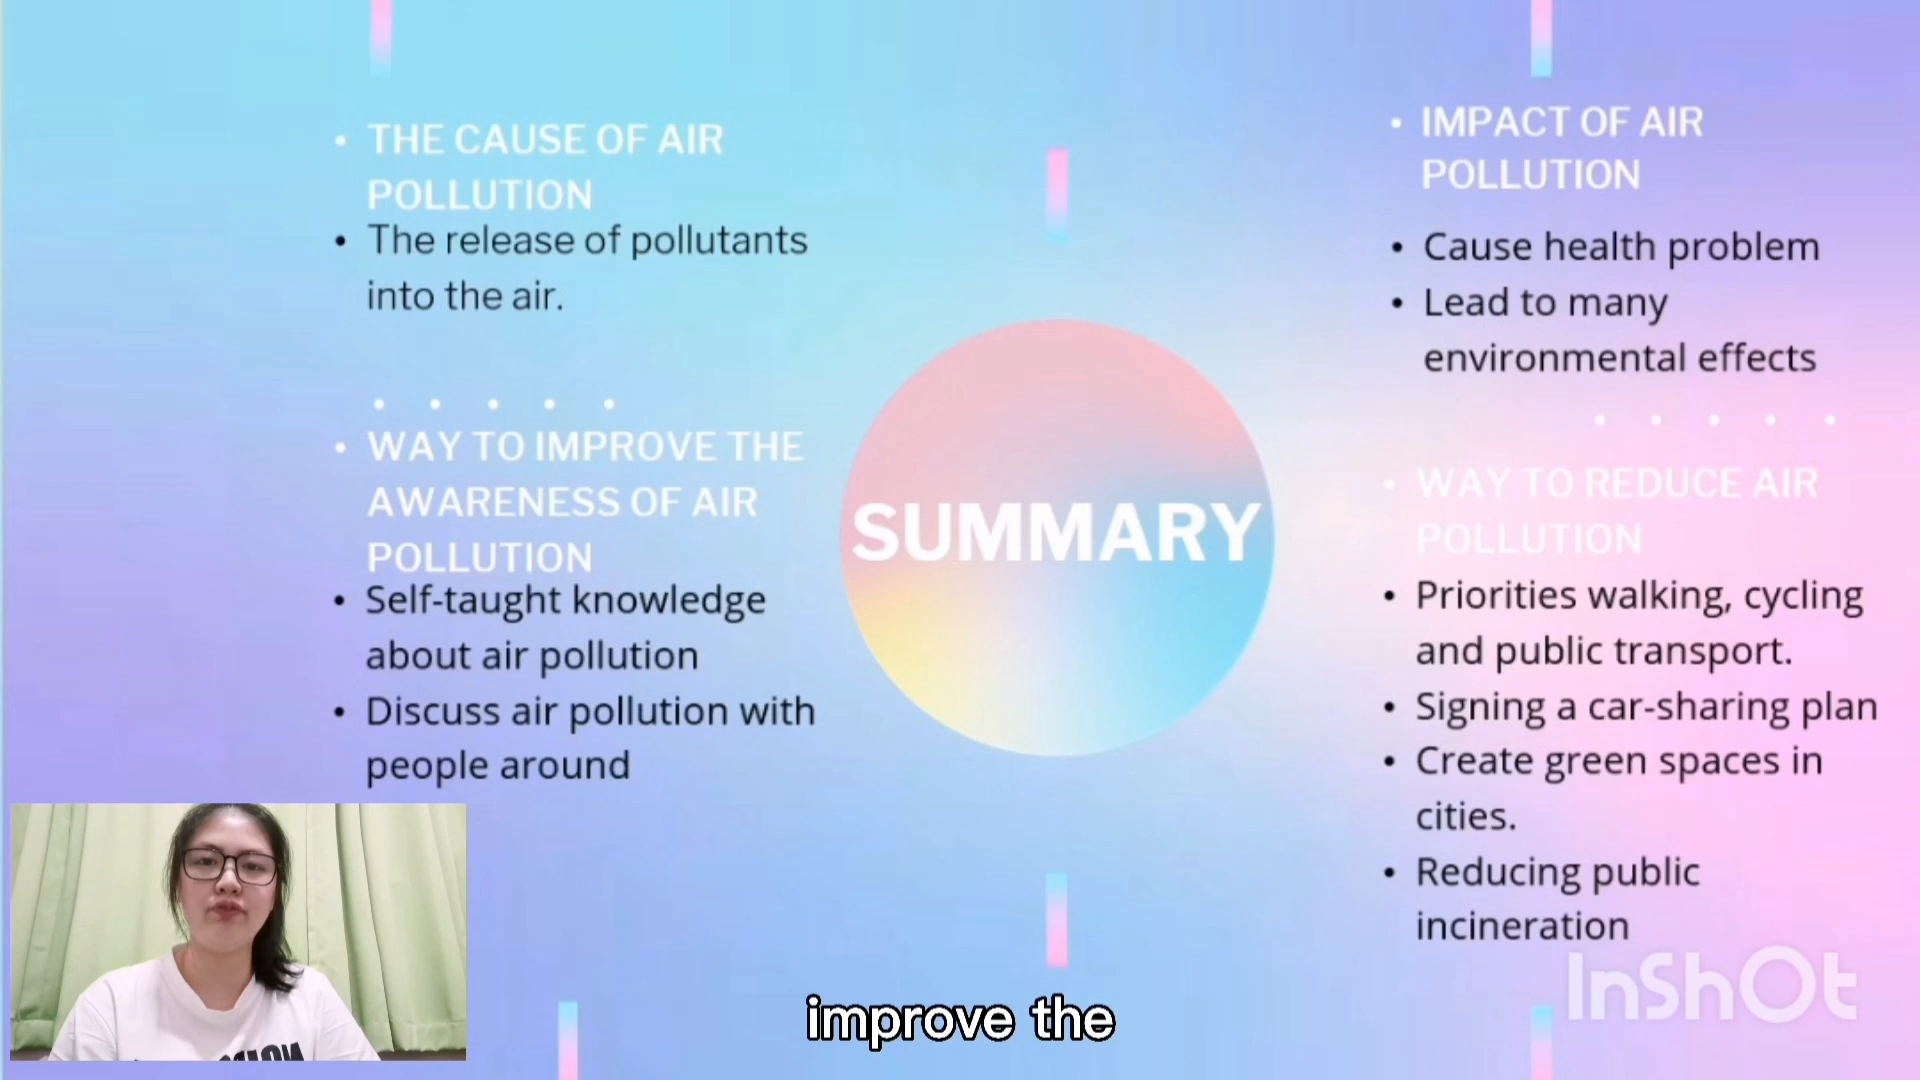 • THE CAUSE OF AIR
POLLUTION
• The release of pollutants
into the air.
• WAY TO IMPROVE THE
AWARENESS OF AIR
POLLUTION
• Self-taught knowledge
about air pollution
• Discuss air pollution with
people around
SUMMARY
• IMPACT OF AIR
POLLUTION
• Cause health problem
• Lead to many
environmental effects
• WAY TO REDUCE AIR
POLLUTION
• Priorities walking, cycling
and public transport.
• Signing a car-sharing plan
• Create green spaces in
cities.
• Reducing public
incineration
InShOt
improve the